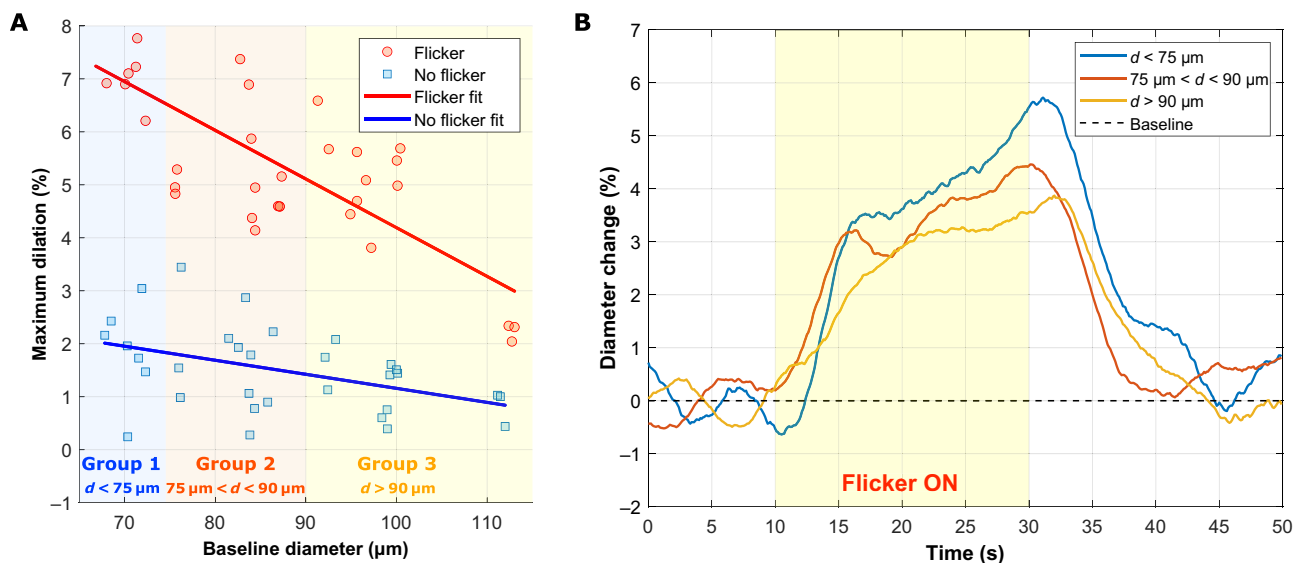 A
8
7
6
5
4
3
2
1
0
–1
Maximum dilation (%)
Flicker
No flicker
Flicker fit
No flicker fit
Group 1
d < 75 µm
Group 2
75 µm < d < 90 µm
Group 3
d > 90 µm
70 80 90 100 110
Baseline diameter (µm)
B
7
6
5
4
3
2
1
0
–1
–2
Diameter change (%)
d < 75 µm
75 µm < d < 90 µm
d > 90 µm
Baseline
Flicker ON
0 5 10 15 20 25 30 35 40 45 50
Time (s)